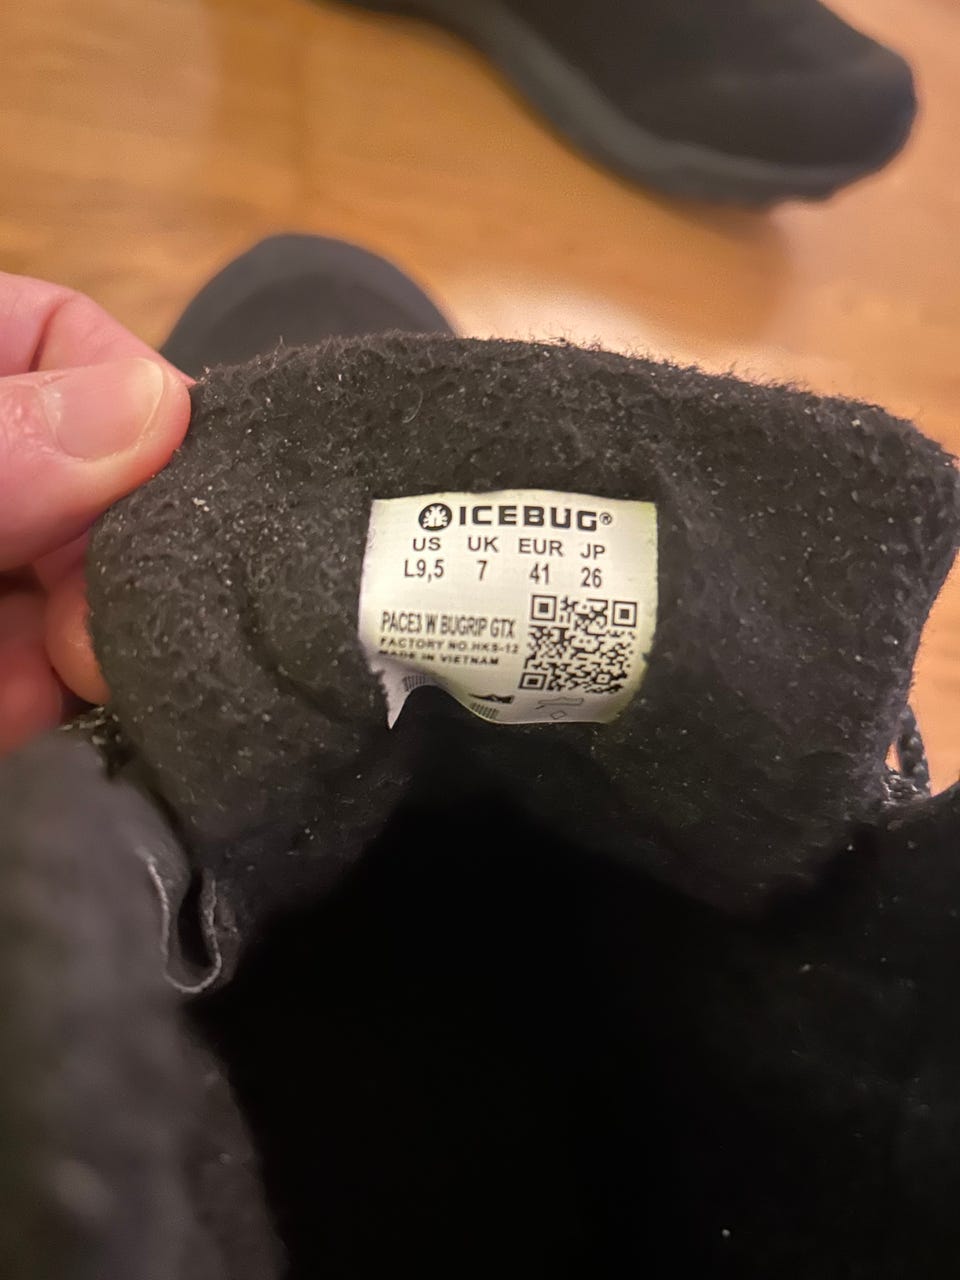 ICEBUG®
US UK EUR JP
L9,5 7 41 26
PACE3 W BUGRIP GTX
FACTORY NO.HKS-12
MADE IN VIETNAM